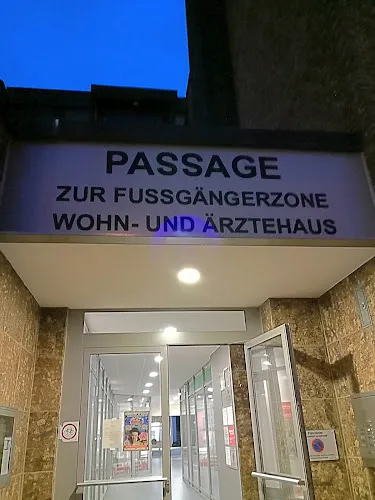 PASSAGE
ZUR FUSSGÄNGERZONE
WOHN- UND ÄRZTEHAUS